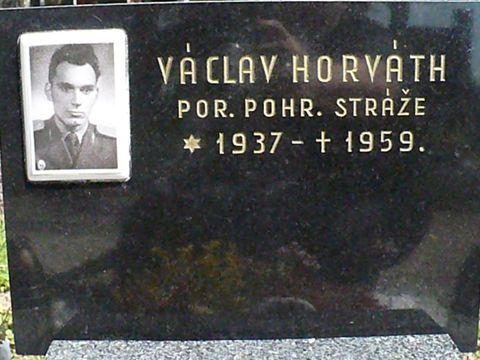 VÁCLAV HORVÁTH
POR. POHR. STRÁŽE
* 1937 - † 1959.